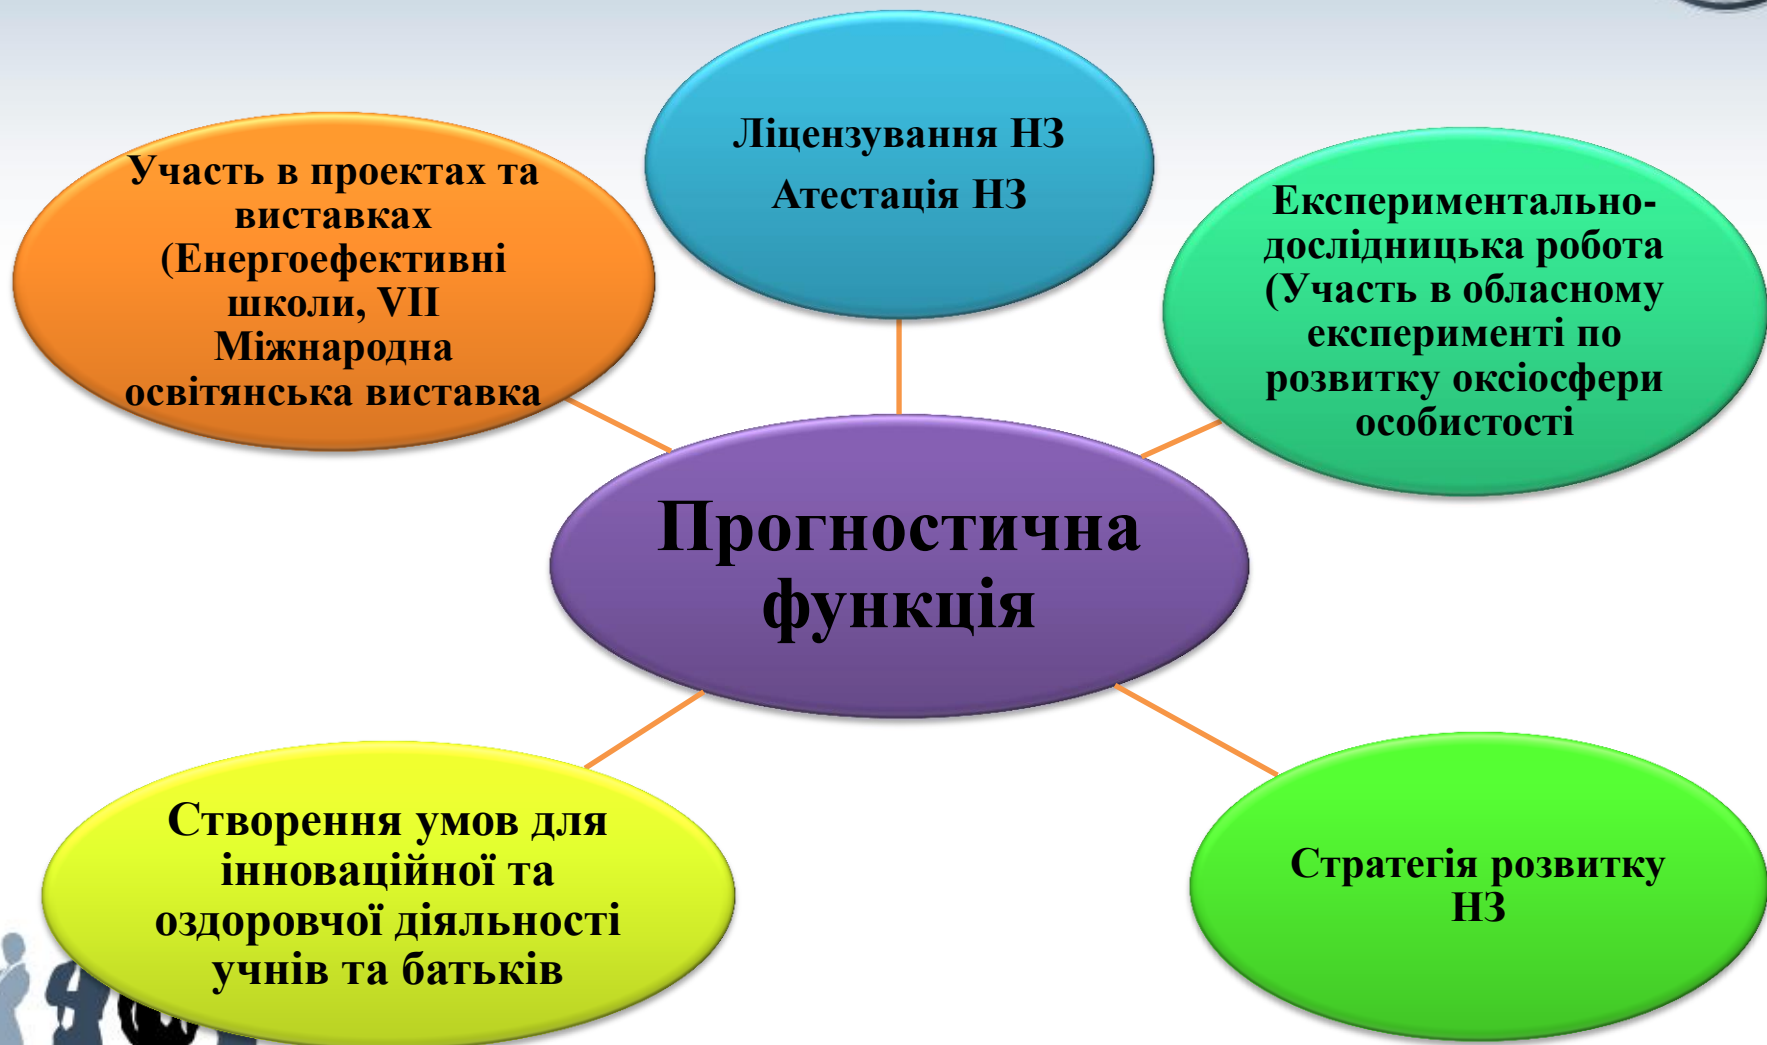 Ліцензування НЗ
Атестація НЗ
Участь в проектах та
виставках
(Енергоефективні
школи, VII
Міжнародна
освітянська виставка
Експериментально-
дослідницька робота
(Участь в обласному
експерименті по
розвитку оксіосфери
особистості
Прогностична
функція
Створення умов для
інноваційної та
оздоровчої діяльності
учнів та батьків
Стратегія розвитку
НЗ